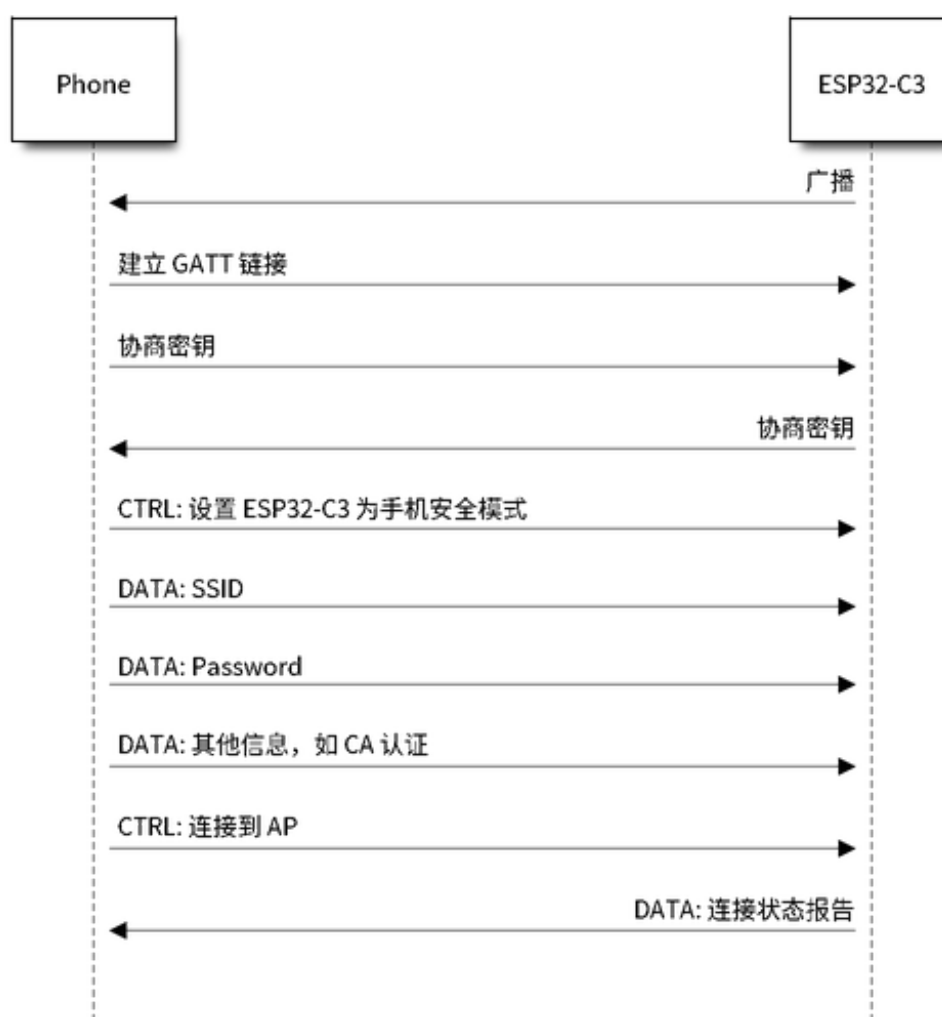 Phone
ESP32-C3
广播
建立 GATT 链接
协商密钥
协商密钥
CTRL: 设置 ESP32-C3 为手机安全模式
DATA: SSID
DATA: Password
DATA: 其他信息，如 CA 认证
CTRL: 连接到 AP
DATA: 连接状态报告